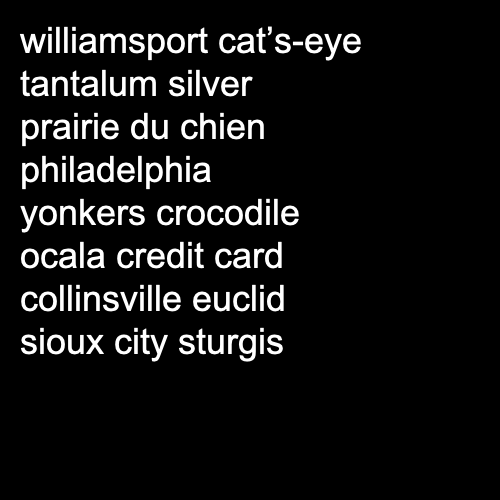 williamsport cat’s-eye
tantalum silver
prairie du chien
philadelphia
yonkers crocodile
ocala credit card
collinsville euclid
sioux city sturgis